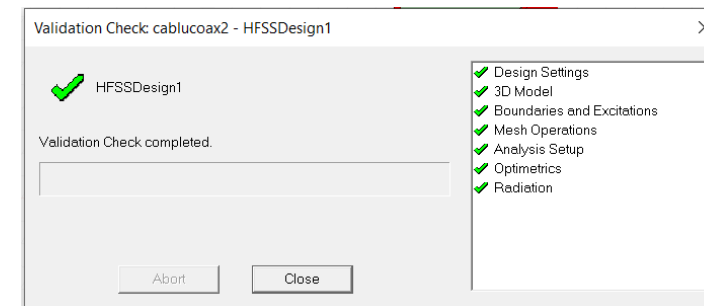 Validation Check: cablucoax2 - HFSSDesign1
HFSSDesign1
Validation Check completed.
Abort
Close
Design Settings
3D Model
Boundaries and Excitations
Mesh Operations
Analysis Setup
Optimetrics
Radiation